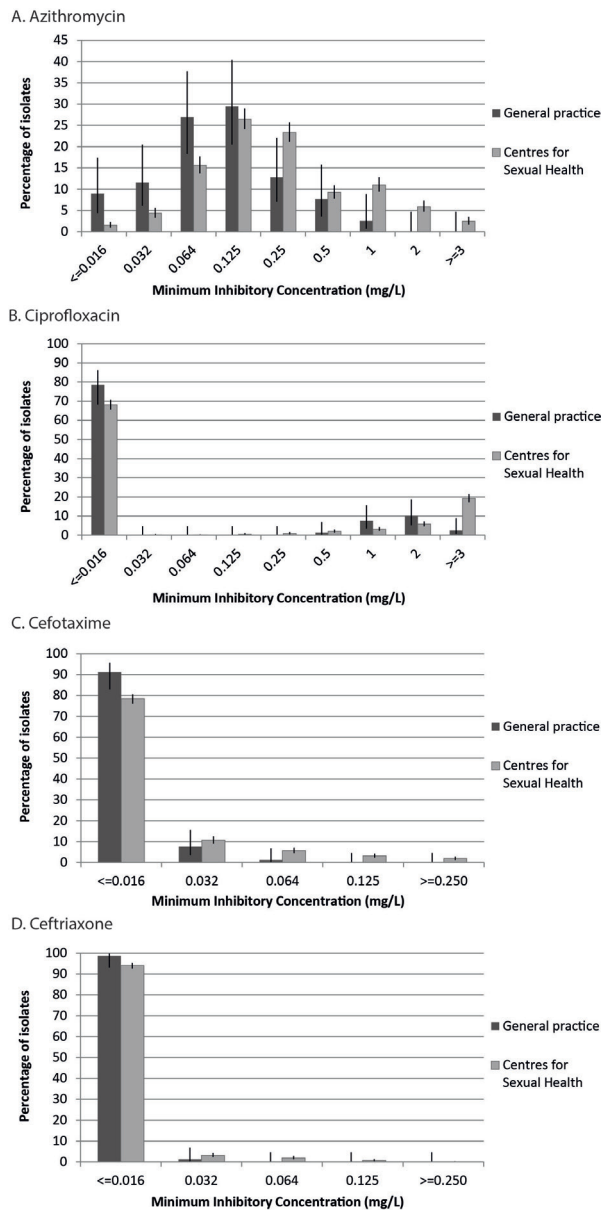 A. Azithromycin
45
40
35
30
25
20
15
10
5
0
Percentage of isolates
General practice
Centres for
Sexual Health
<=0.016
0.032
0.064
0.125
0.25
0.5
1
2
>=3
Minimum Inhibitory Concentration (mg/L)
B. Ciprofloxacin
100
90
80
70
60
50
40
30
20
10
0
Percentage of isolates
General practice
Centres for
Sexual Health
<=0.016
0.032
0.064
0.125
0.25
0.5
1
2
>=3
Minimum Inhibitory Concentration (mg/L)
C. Cefotaxime
100
90
80
70
60
50
40
30
20
10
0
Percentage of isolates
General practice
Centres for
Sexual Health
<=0.016 0.032 0.064 0.125 >=0.250
Minimum Inhibitory Concentration (mg/L)
D. Ceftriaxone
100
90
80
70
60
50
40
30
20
10
0
Percentage of isolates
General practice
Centres for
Sexual Health
<=0.016 0.032 0.064 0.125 >=0.250
Minimum Inhibitory Concentration (mg/L)